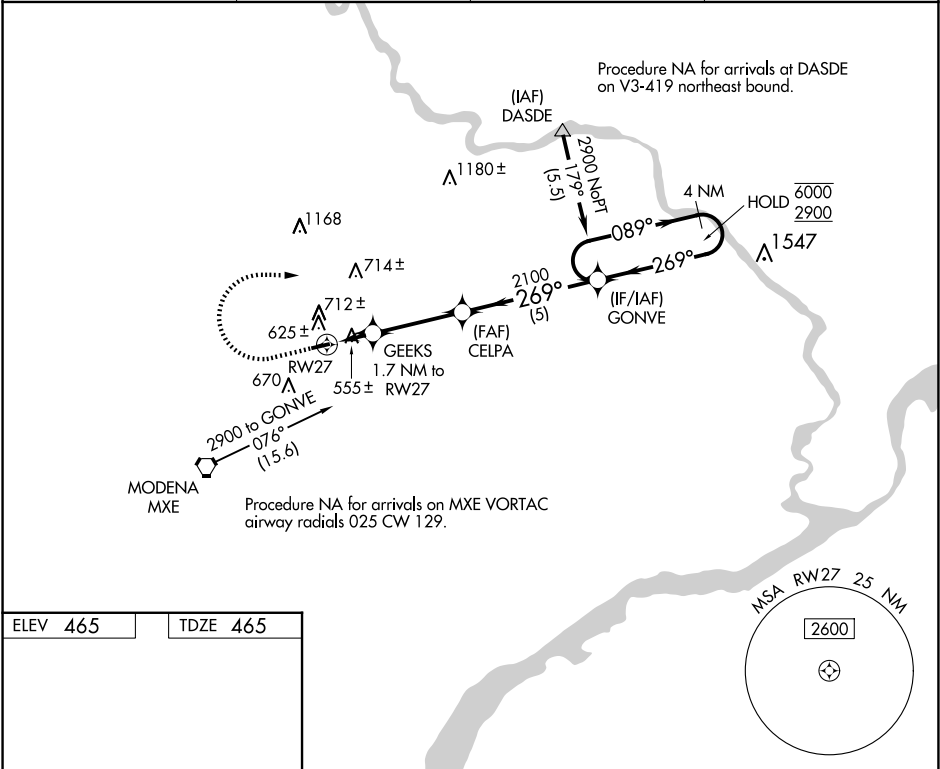 Procedure NA for arrivals at DASDE
on V3-419 northeast bound.
(IAF)
DASDE
2900 NoPT
179°
(5.5)
1180 ±
4 NM
HOLD 6000
2900
1168
089°
1547
714 ±
269°
2100
269°
(5)
(IF/IAF)
GONVE
712 ±
625 ±
(FAF)
CELPA
GEEKS
1.7 NM to
RW27
RW27
670
555 ±
2900 to GONVE
076°
(15.6)
MODENA
MXE
Procedure NA for arrivals on MXE VORTAC
airway radials 025 CW 129.
MSA RW27 25 NM
2600
ELEV 465
TDZE 465